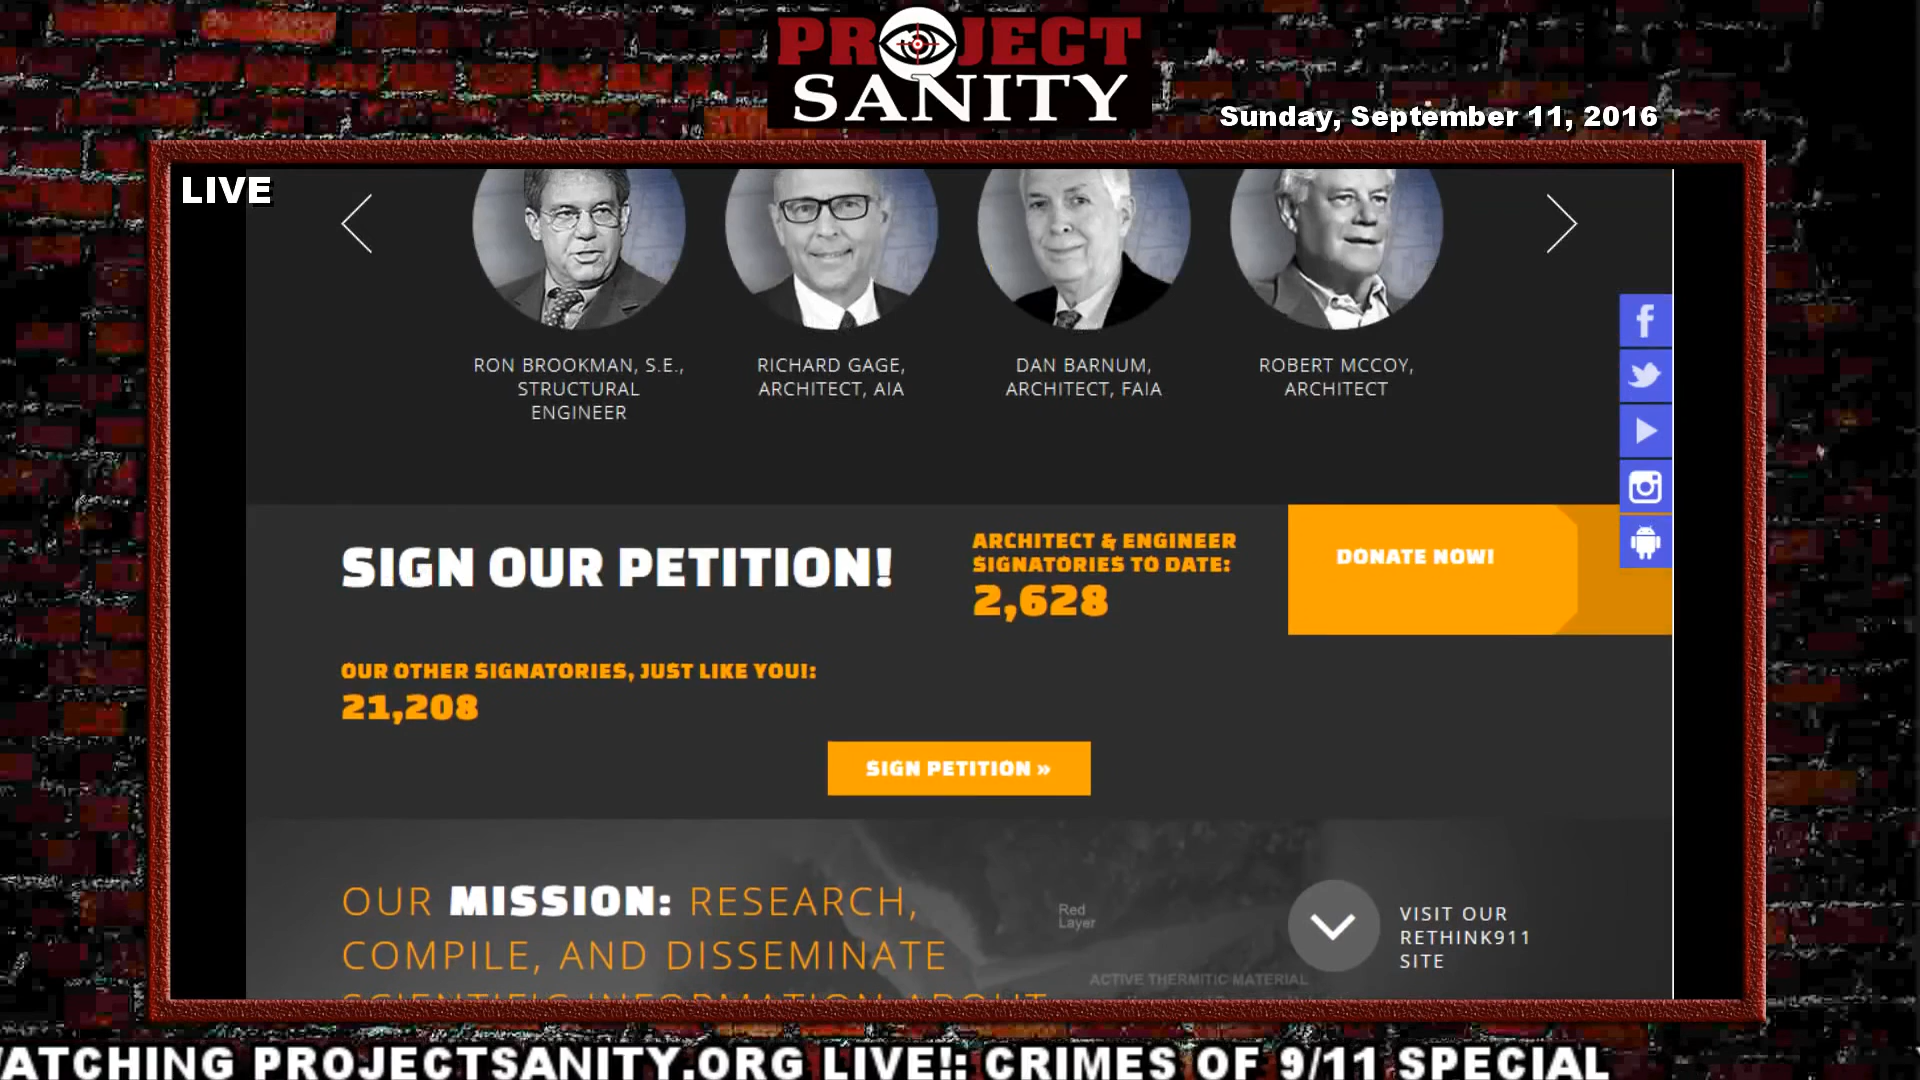 PROJECT
SANITY
Sunday, September 11, 2016
LIVE
RON BROOKMAN, S.E.,
STRUCTURAL
ENGINEER
RICHARD GAGE,
ARCHITECT, AIA
DAN BARNUM,
ARCHITECT, FAIA
ROBERT MCCOY,
ARCHITECT
SIGN OUR PETITION!
ARCHITECT & ENGINEER
SIGNATORIES TO DATE:
2,628
DONATE NOW!
OUR OTHER SIGNATORIES, JUST LIKE YOU!:
21,208
SIGN PETITION »
OUR MISSION: RESEARCH,
COMPILE, AND DISSEMINATE
SCIENTIFIC INFORMATION ABOUT
Red
Layer
ACTIVE THERMITIC MATERIAL
VISIT OUR
RETHINK911
SITE
ATCHING PROJECTSANITY.ORG LIVE!: CRIMES OF 9/11 SPECIAL